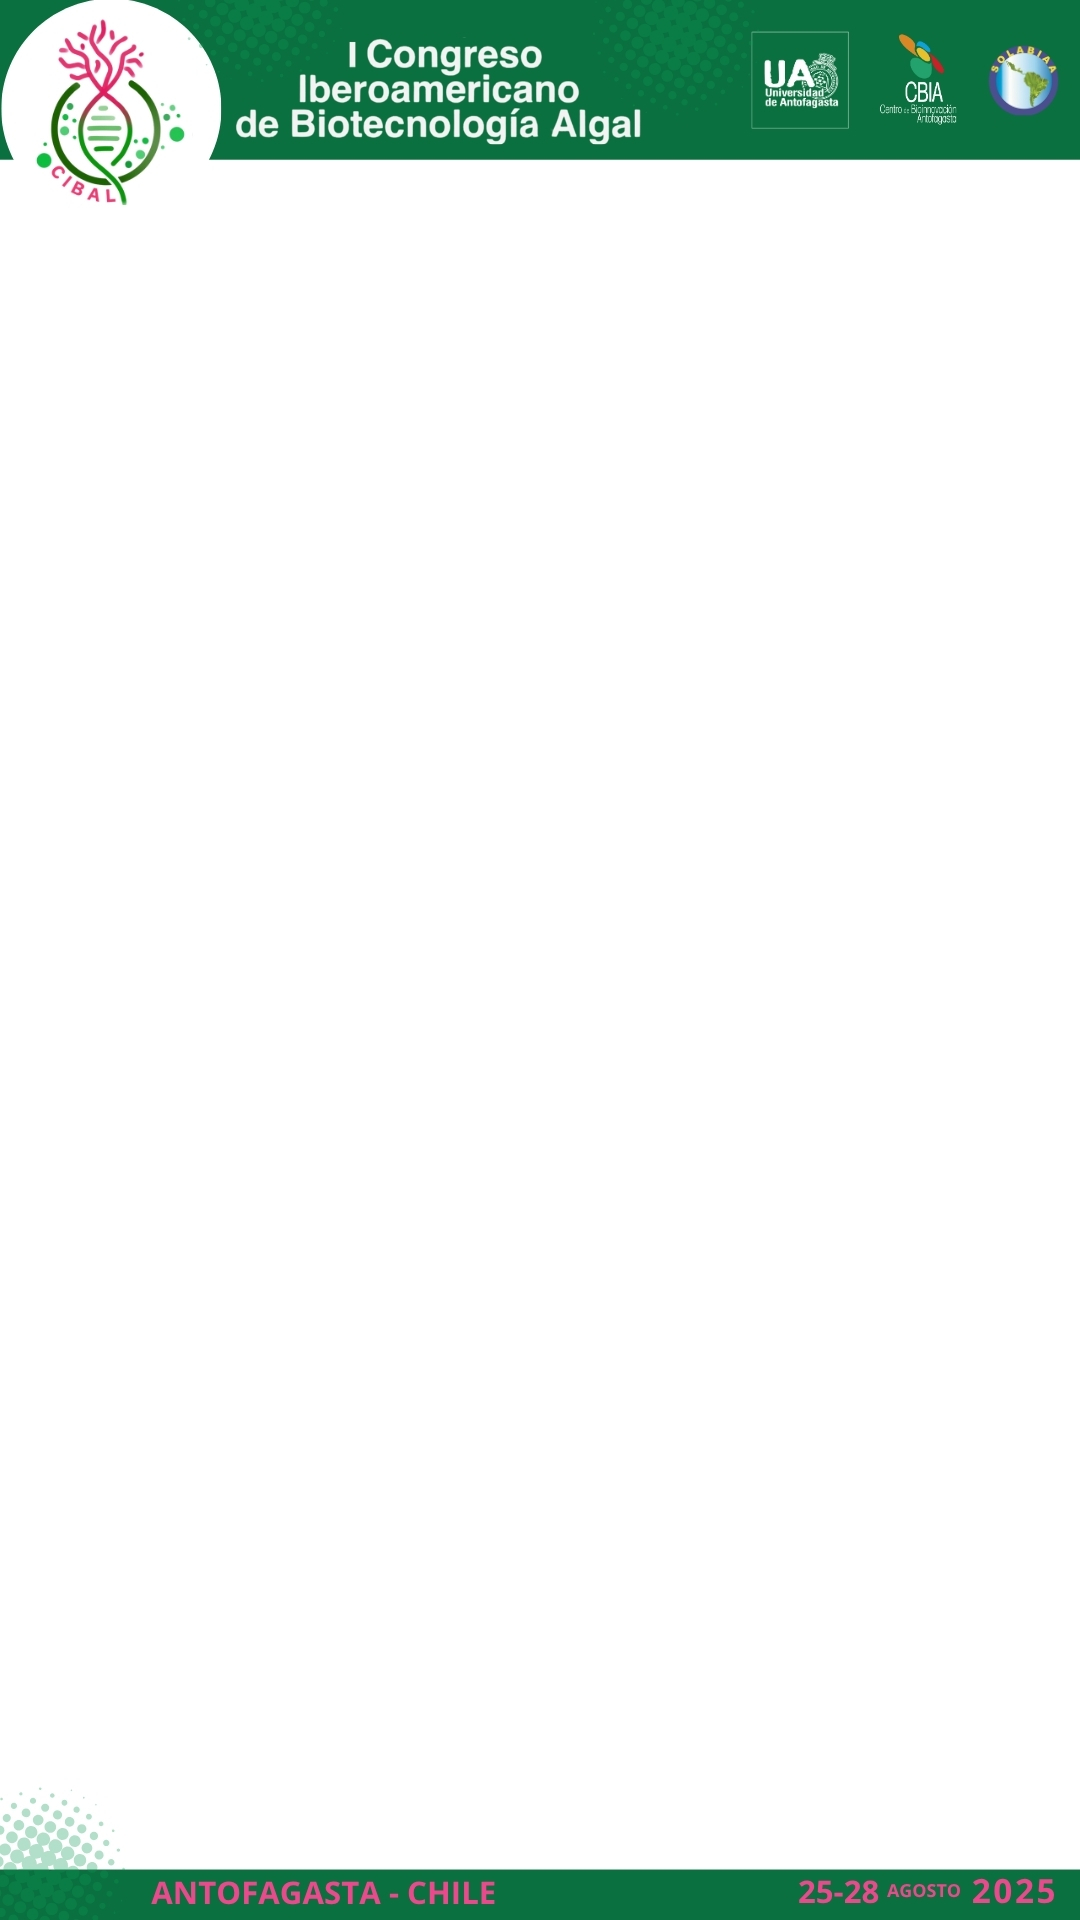 I Congreso
Iberoamericano
de Biotecnología Algal
CIBAL
UA
Universidad
de Antofagasta
CBIA
Centro de Bioinnovación
Antofagasta
SOLABIAA
ANTOFAGASTA - CHILE
25-28 AGOSTO 2025